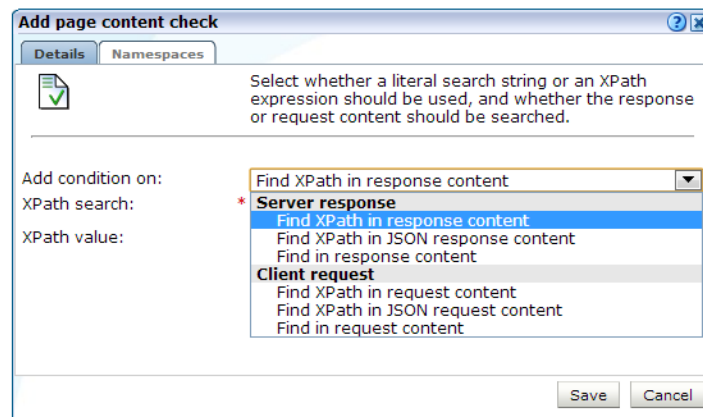 Add page content check
Details
Namespaces
Select whether a literal search string or an XPath
expression should be used, and whether the response
or request content should be searched.
Add condition on:
Find XPath in response content
XPath search:
*
Server response
Find XPath in response content
XPath value:
Find XPath in JSON response content
Find in response content
Client request
Find XPath in request content
Find XPath in JSON request content
Find in request content
Save
Cancel